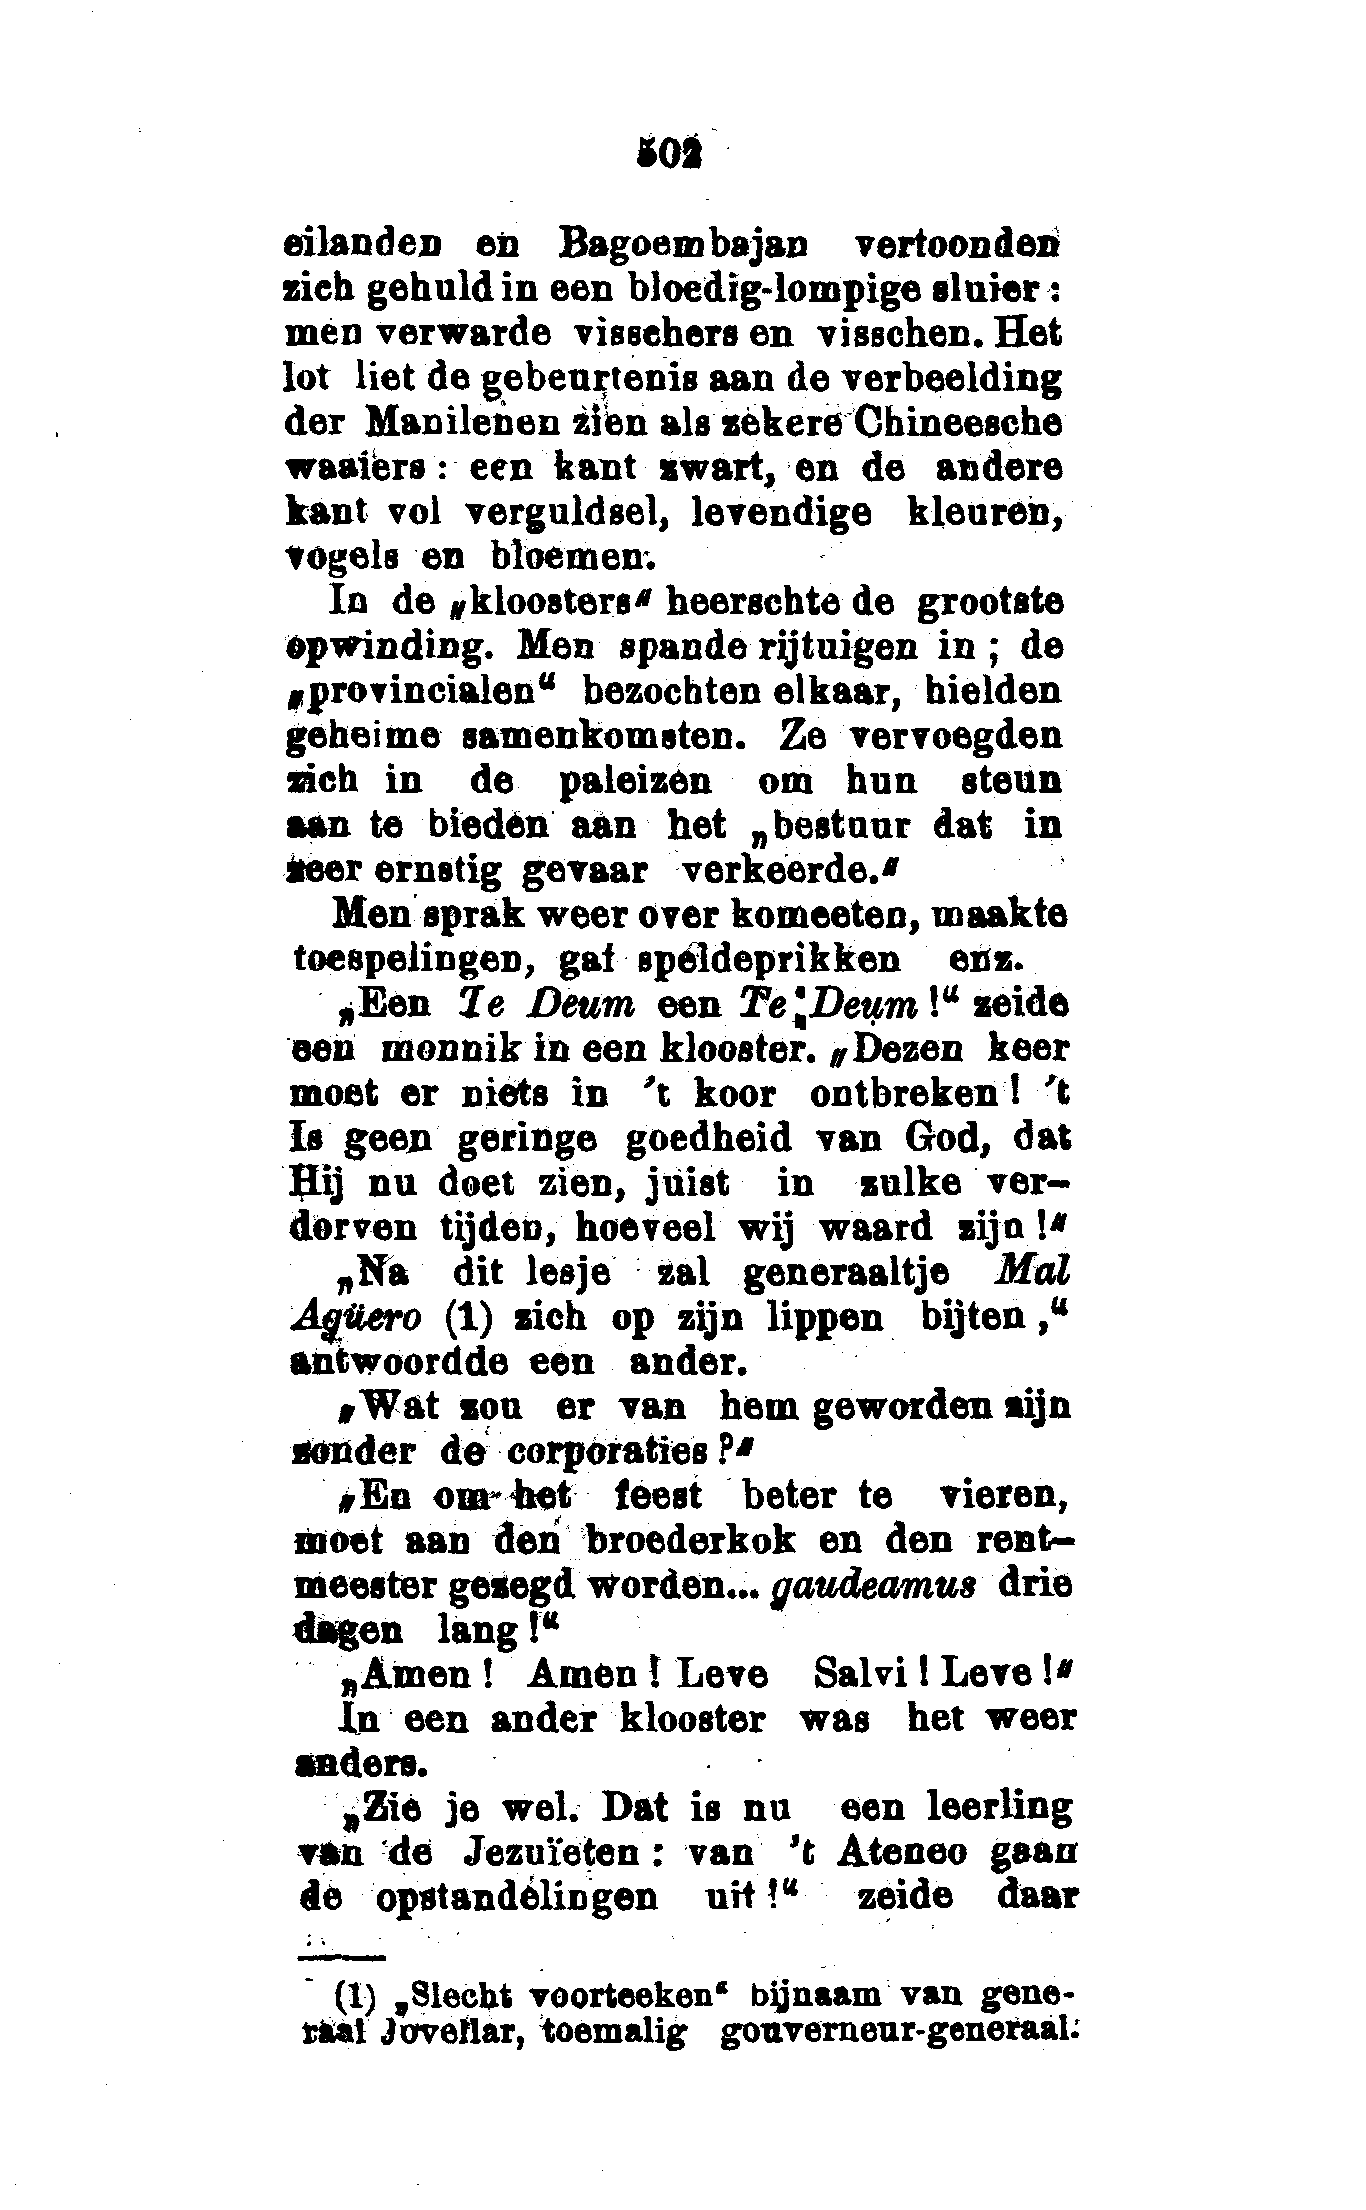 502
eilanden en Bagoembajan vertoonden
zich gehuld in een bloedig-lompige sluier:
men verwarde visschers en visschen. Het
lot liet de gebeurtenis aan de verbeelding
der Manilenen zien als zekere Chineesche
waaiers: een kant zwart, en de andere
kant vol verguldsel, levendige kleuren,
vogels en bloemen.
In de „kloosters" heerschte de grootste
opwinding. Men spande rijtuigen in; de
„provincialen“ bezochten elkaar, hielden
geheime samenkomsten. Ze vervoegden
zich in de paleizen om hun steun
aan te bieden aan het „bestuur dat in
zeer ernstig gevaar verkeerde."
Men sprak weer over kometen, maakte
toespelingen, gaf speldeprikken enz.
„Een Te Deum een Te Deum!“ zeide
een monnik in een klooster. „Dezen keer
moet er niets in 't koor ontbreken! 't
Is geen geringe goedheid van God, dat
Hij nu doet zien, juist in zulke ver-
dorven tijden, hoeveel wij waard zijn!"
„Na dit lesje zal generaaltje Mal
Agüero (1) zich op zijn lippen bijten,“
antwoordde een ander.
„Wat zou er van hem geworden zijn
zonder de corporaties?"
„En om het feest beter te vieren,
moet aan den broederkok en den rent-
meester gezegd worden... gaudeamus drie
dagen lang!“
„Amen! Amen! Leve Salvi! Leve!"
In een ander klooster was het weer
anders.
„Zie je wel. Dat is nu een leerling
van de Jezuïeten: van 't Ateneo gaan
de opstandelingen uit!“ zeide daar
(1) „Slecht voorteeken“ bijnaam van gene-
raal Jovellar, toemalig gouverneur-generaal.